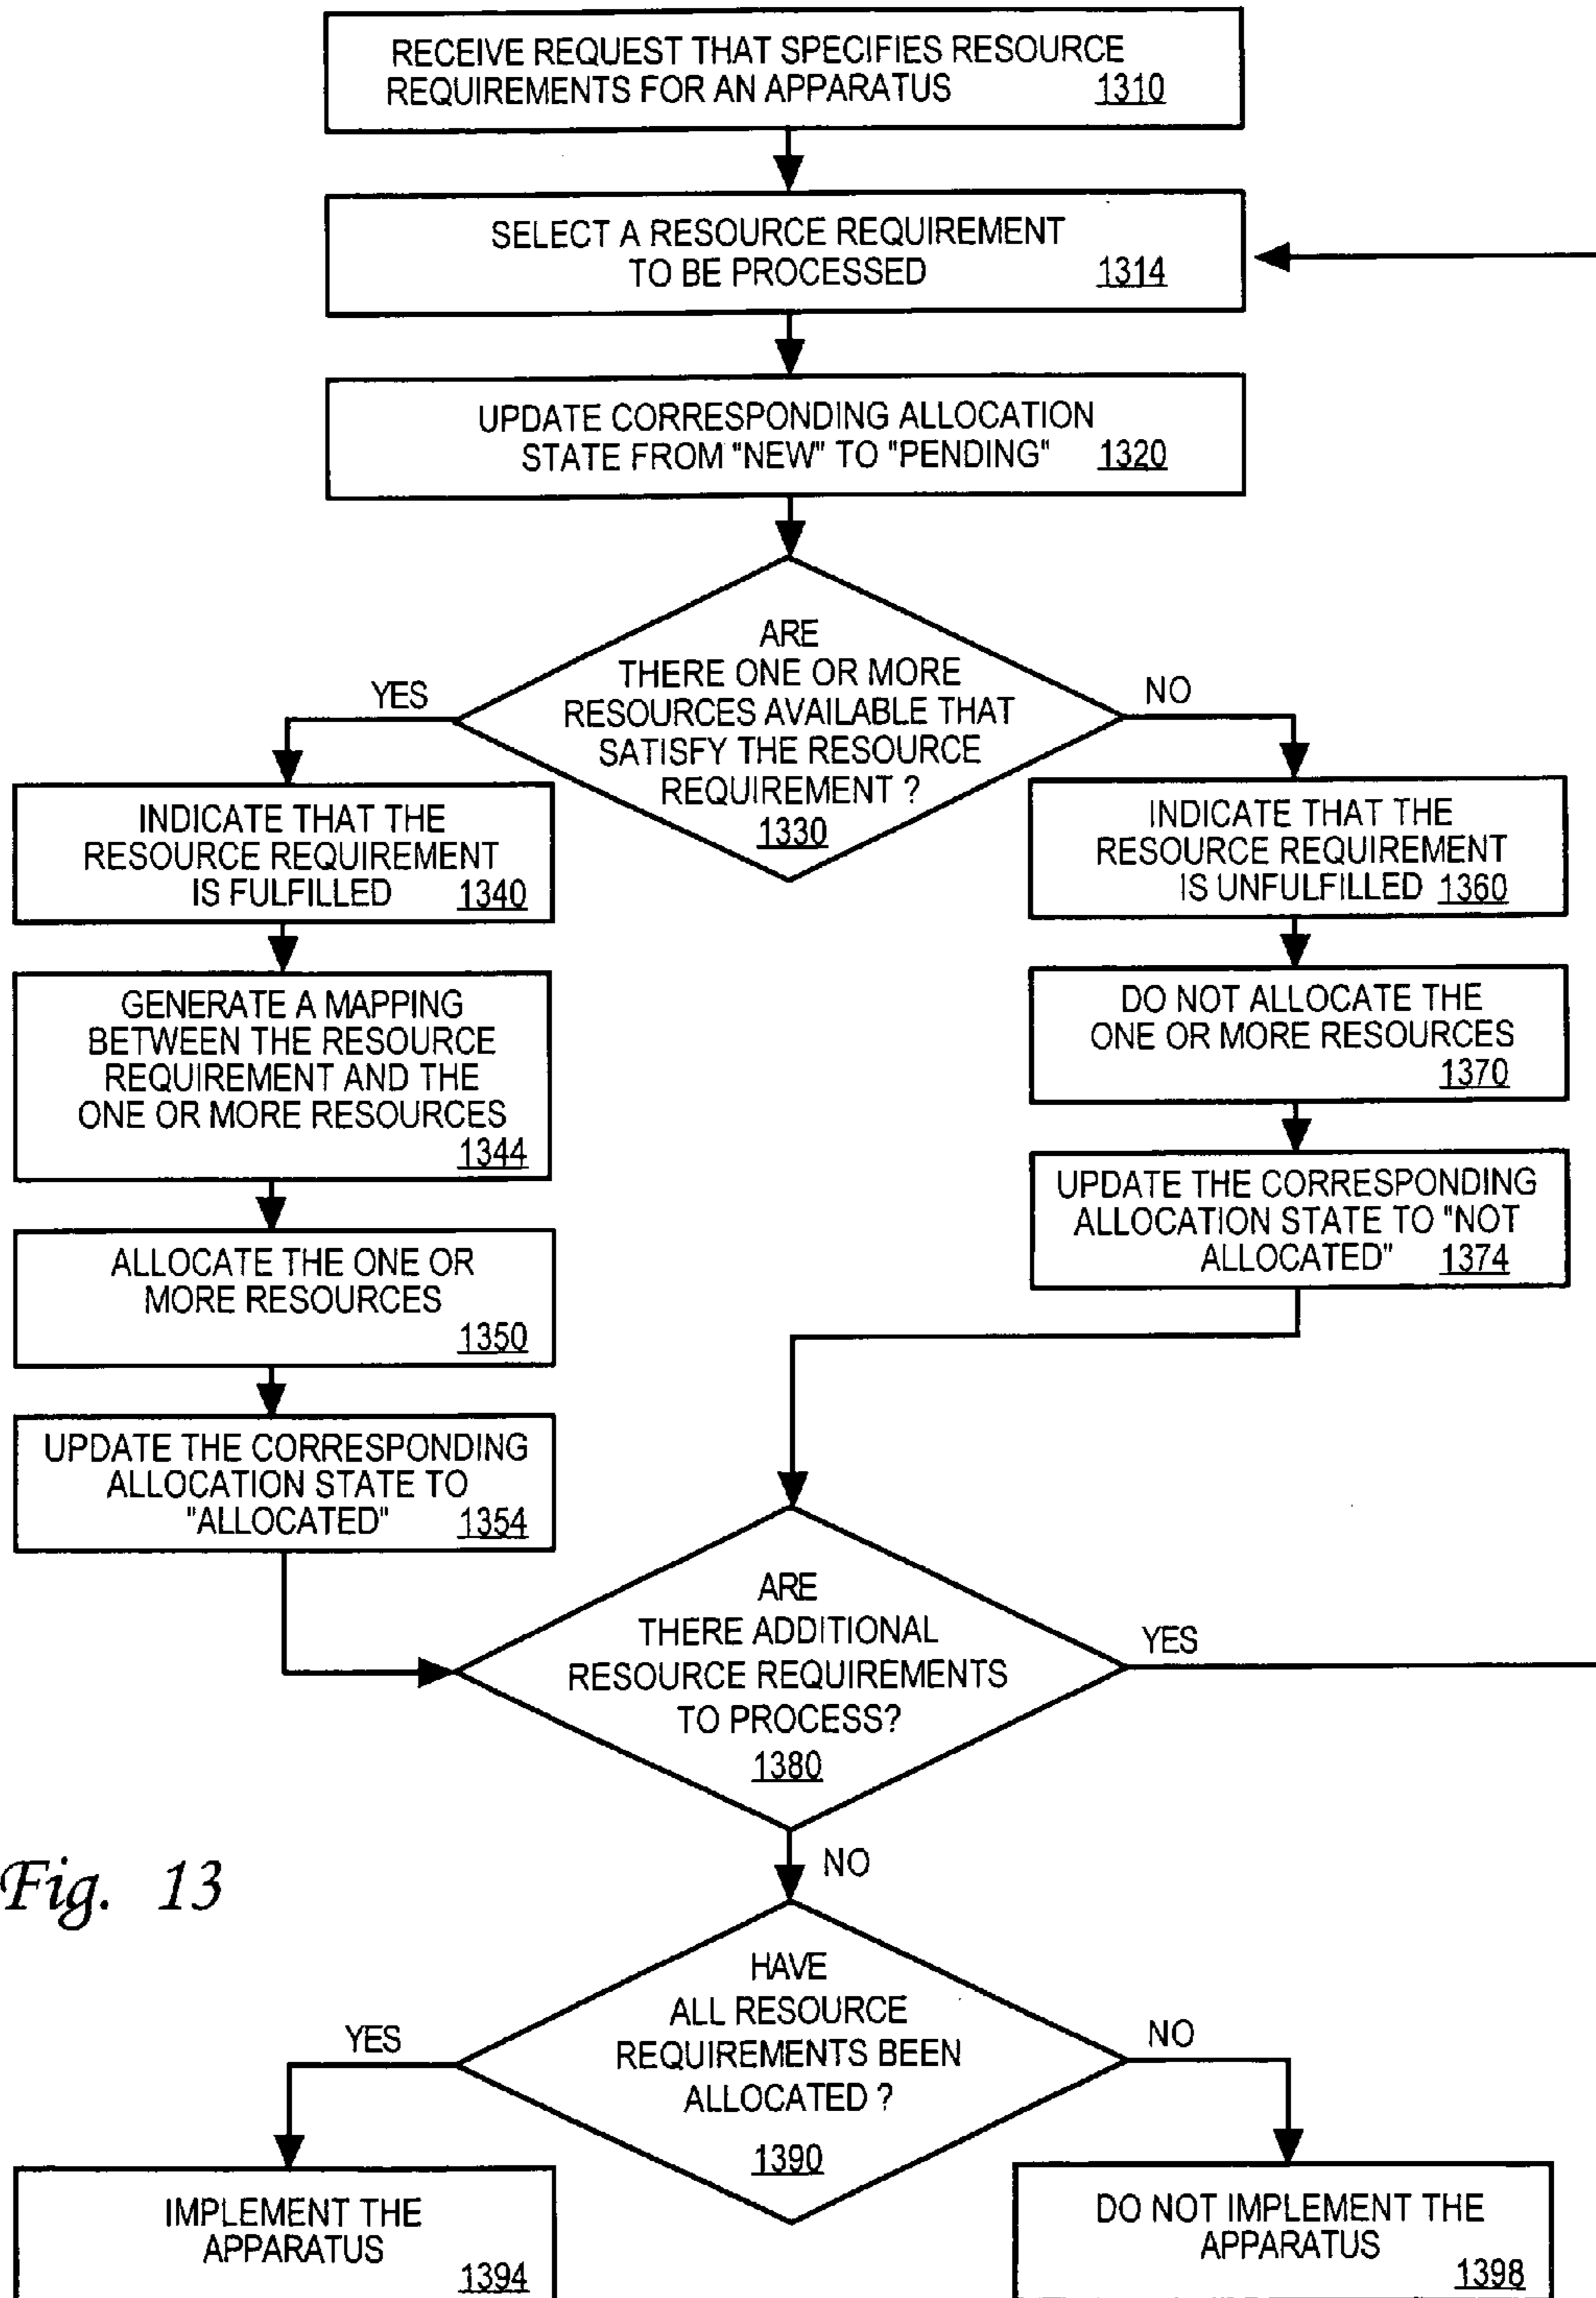 RECEIVE REQUEST THAT SPECIFIES RESOURCE
REQUIREMENTS FOR AN APPARATUS 1310
SELECT A RESOURCE REQUIREMENT
TO BE PROCESSED 1314
UPDATE CORRESPONDING ALLOCATION
STATE FROM "NEW" TO "PENDING" 1320
ARE
THERE ONE OR MORE
RESOURCES AVAILABLE THAT
SATISFY THE RESOURCE
REQUIREMENT ?
1330
YES
NO
INDICATE THAT THE
RESOURCE REQUIREMENT
IS FULFILLED 1340
GENERATE A MAPPING
BETWEEN THE RESOURCE
REQUIREMENT AND THE
ONE OR MORE RESOURCES
1344
ALLOCATE THE ONE OR
MORE RESOURCES
1350
UPDATE THE CORRESPONDING
ALLOCATION STATE TO
"ALLOCATED" 1354
INDICATE THAT THE
RESOURCE REQUIREMENT
IS UNFULFILLED 1360
DO NOT ALLOCATE THE
ONE OR MORE RESOURCES
1370
UPDATE THE CORRESPONDING
ALLOCATION STATE TO "NOT
ALLOCATED" 1374
ARE
THERE ADDITIONAL
RESOURCE REQUIREMENTS
TO PROCESS?
1380
YES
NO
Fig. 13
HAVE
ALL RESOURCE
REQUIREMENTS BEEN
ALLOCATED ?
1390
YES
NO
IMPLEMENT THE
APPARATUS
1394
DO NOT IMPLEMENT THE
APPARATUS
1398